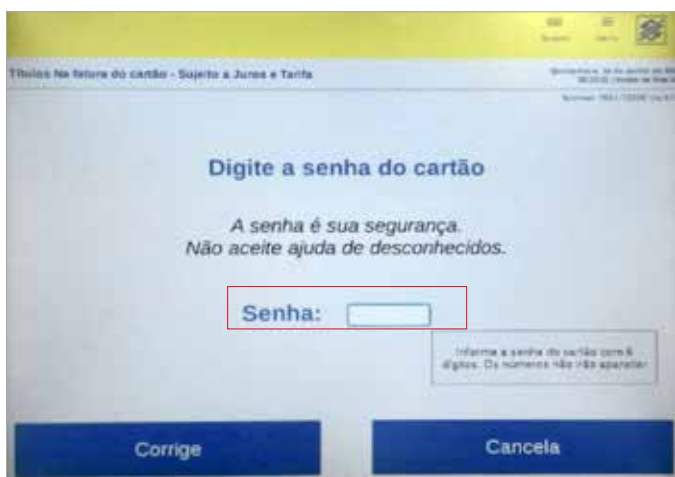 Títulos Na fatura do cartão - Sujeito a Juros e Tarifa
Digite a senha do cartão
A senha é sua segurança.
Não aceite ajuda de desconhecidos.
Senha:
Informe a senha do cartão com 6
dígitos. Os números não não aparecer
Corrige
Cancela